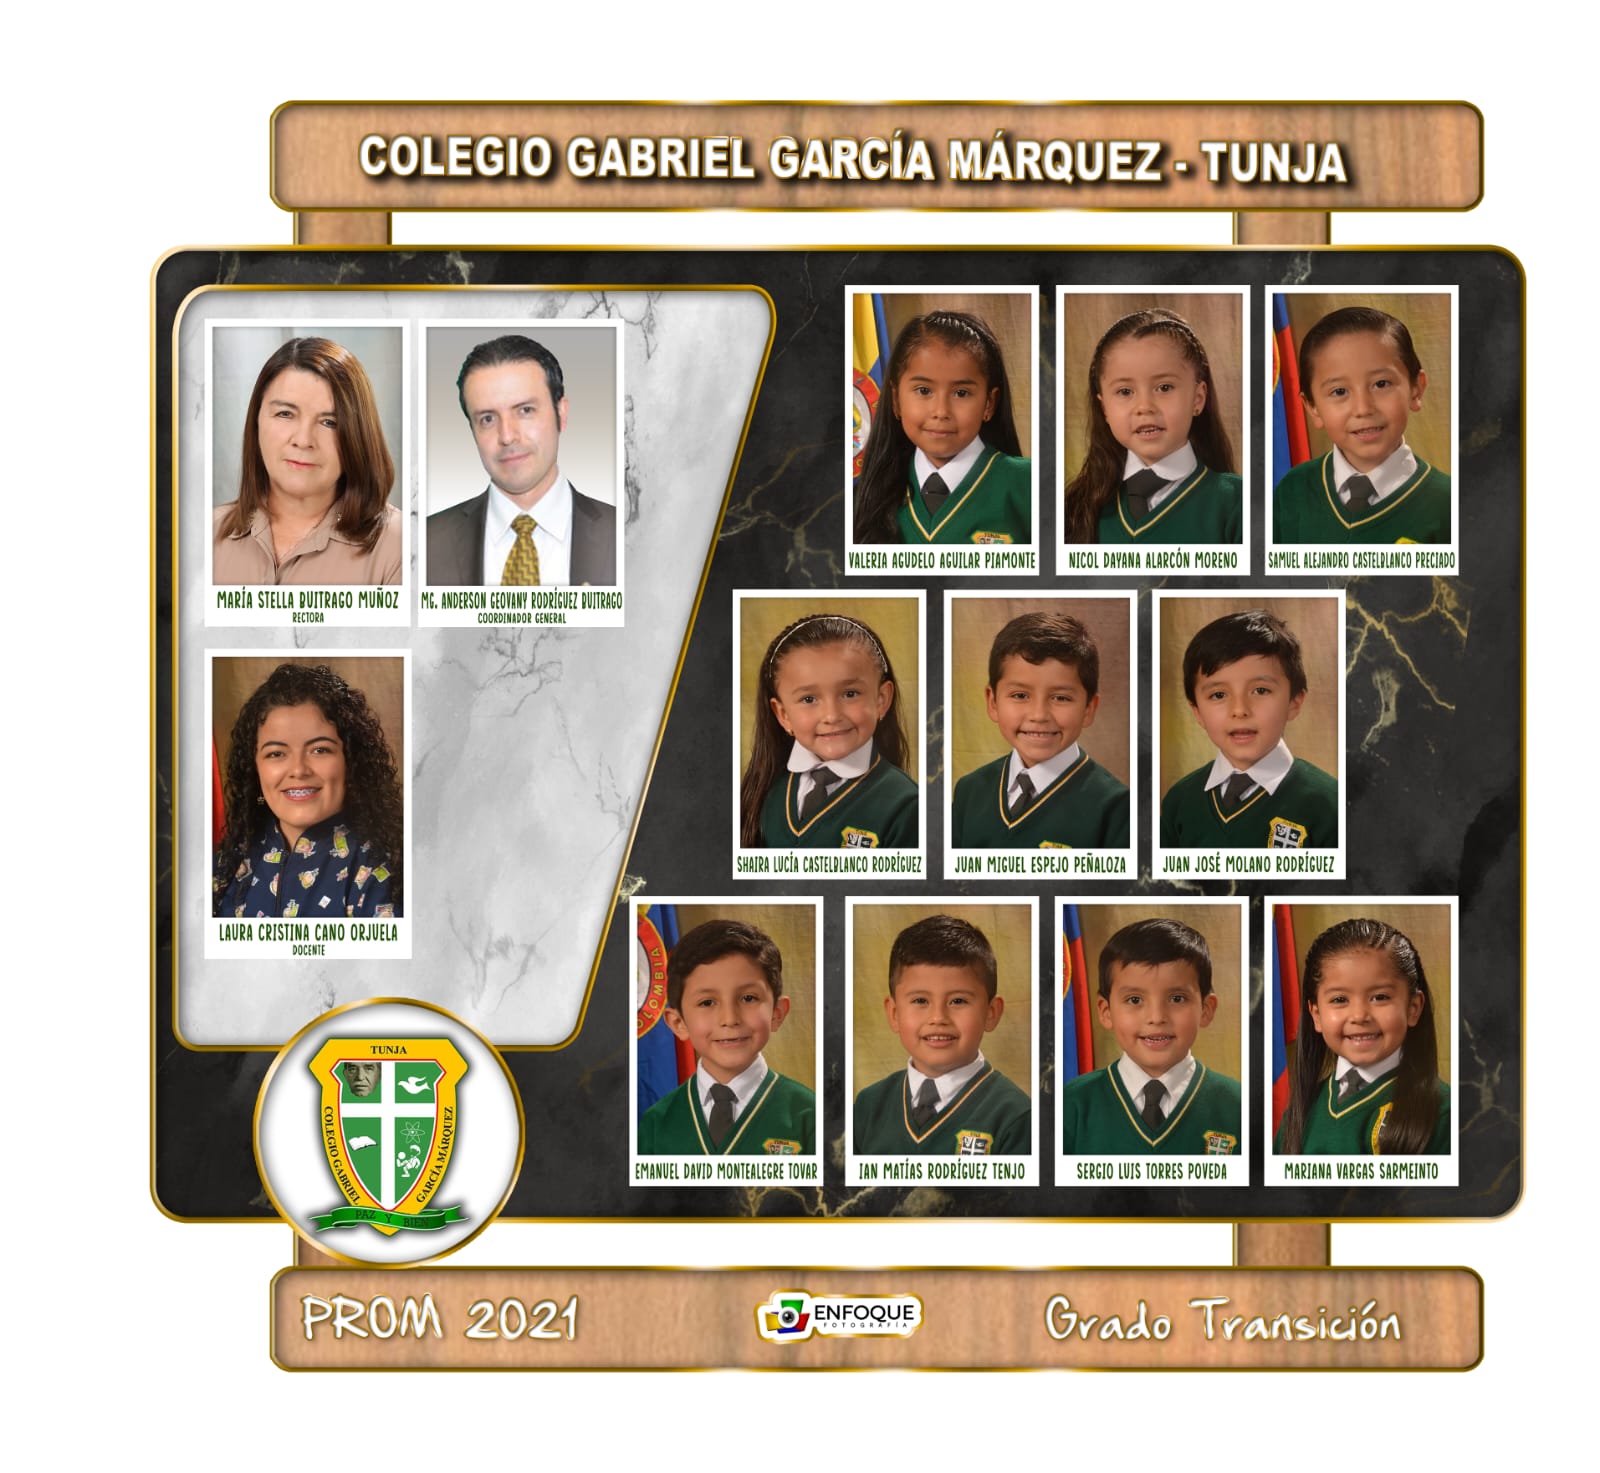 COLEGIO GABRIEL GARCÍA MÁRQUEZ - TUNJA
MARÍA STELLA BUITRAGO MUÑOZ
RECTORA
MG. ANDERSON GEOVANY RODRÍGUEZ BUITRAGO
COORDINADOR GENERAL
LAURA CRISTINA CANO ORJUELA
DOCENTE
VALERIA AGUDELO AGUILAR PIAMONTE
NICOL DAYANA ALARCÓN MORENO
SAMUEL ALEJANDRO CASTELBLANCO PRECIADO
SHAIRA LUCÍA CASTELBLANCO RODRÍGUEZ
JUAN MIGUEL ESPEJO PEÑALOZA
JUAN JOSÉ MOLANO RODRÍGUEZ
EMANUEL DAVID MONTEALEGRE TOVAR
IAN MATÍAS RODRÍGUEZ TENJO
SERGIO LUIS TORRES POVEDA
MARIANA VARGAS SARMEINTO
TUNJA
COLEGIO GABRIEL
GARCÍA MÁRQUEZ
PAZ Y BIEN
PROM 2021
ENFOQUE
FOTOGRAFÍA
Grado Transición